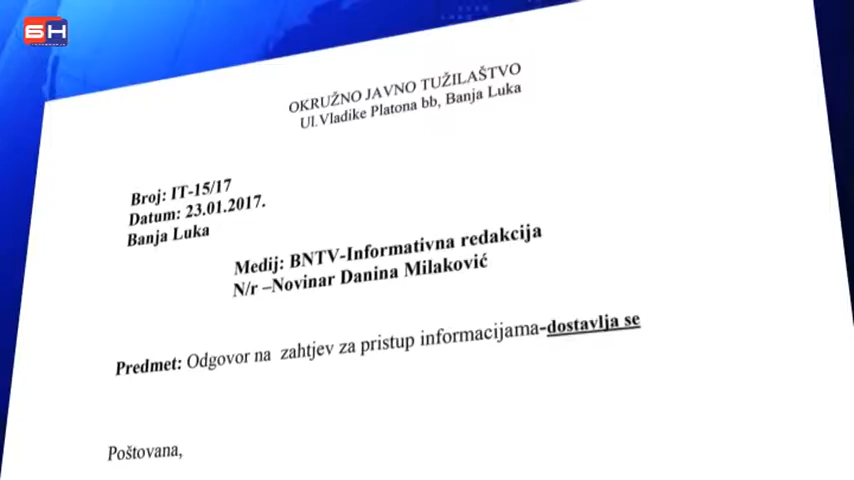 БН
OKRUŽNO JAVNO TUŽILAŠTVO
Ul.Vladike Platona bb, Banja Luka
Broj: IT-15/17
Datum: 23.01.2017.
Banja Luka
Medij: BNTV-Informativna redakcija
N/r –Novinar Danina Milaković
Predmet: Odgovor na zahtjev za pristup informacijama-dostavlja se
Poštovana,